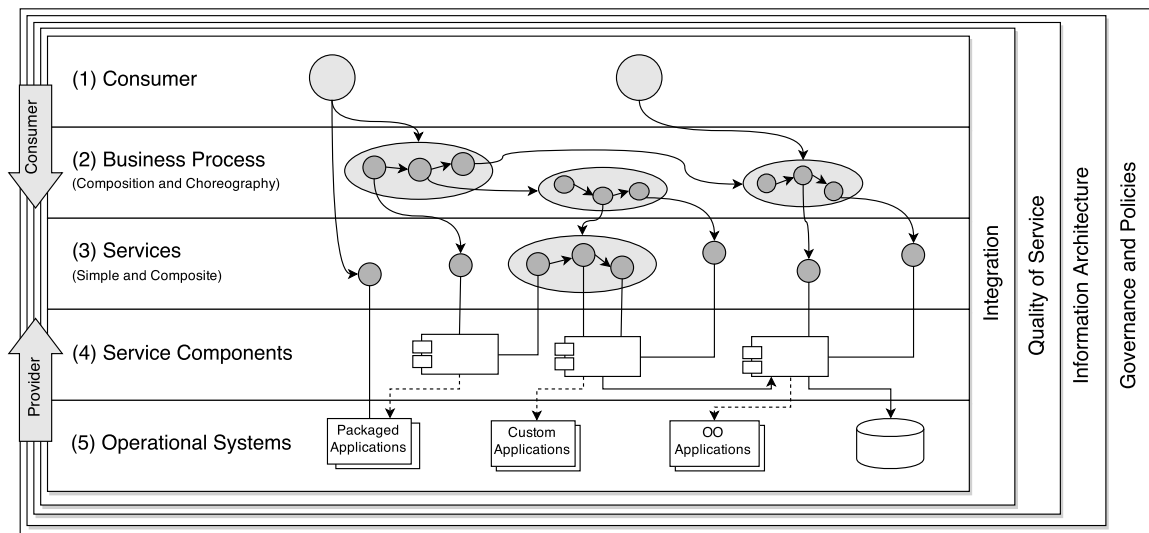 (1) Consumer
Consumer
(2) Business Process
(Composition and Choreography)
(3) Services
(Simple and Composite)
(4) Service Components
Provider
(5) Operational Systems
Packaged
Applications
Custom
Applications
OO
Applications
Integration
Quality of Service
Information Architecture
Governance and Policies